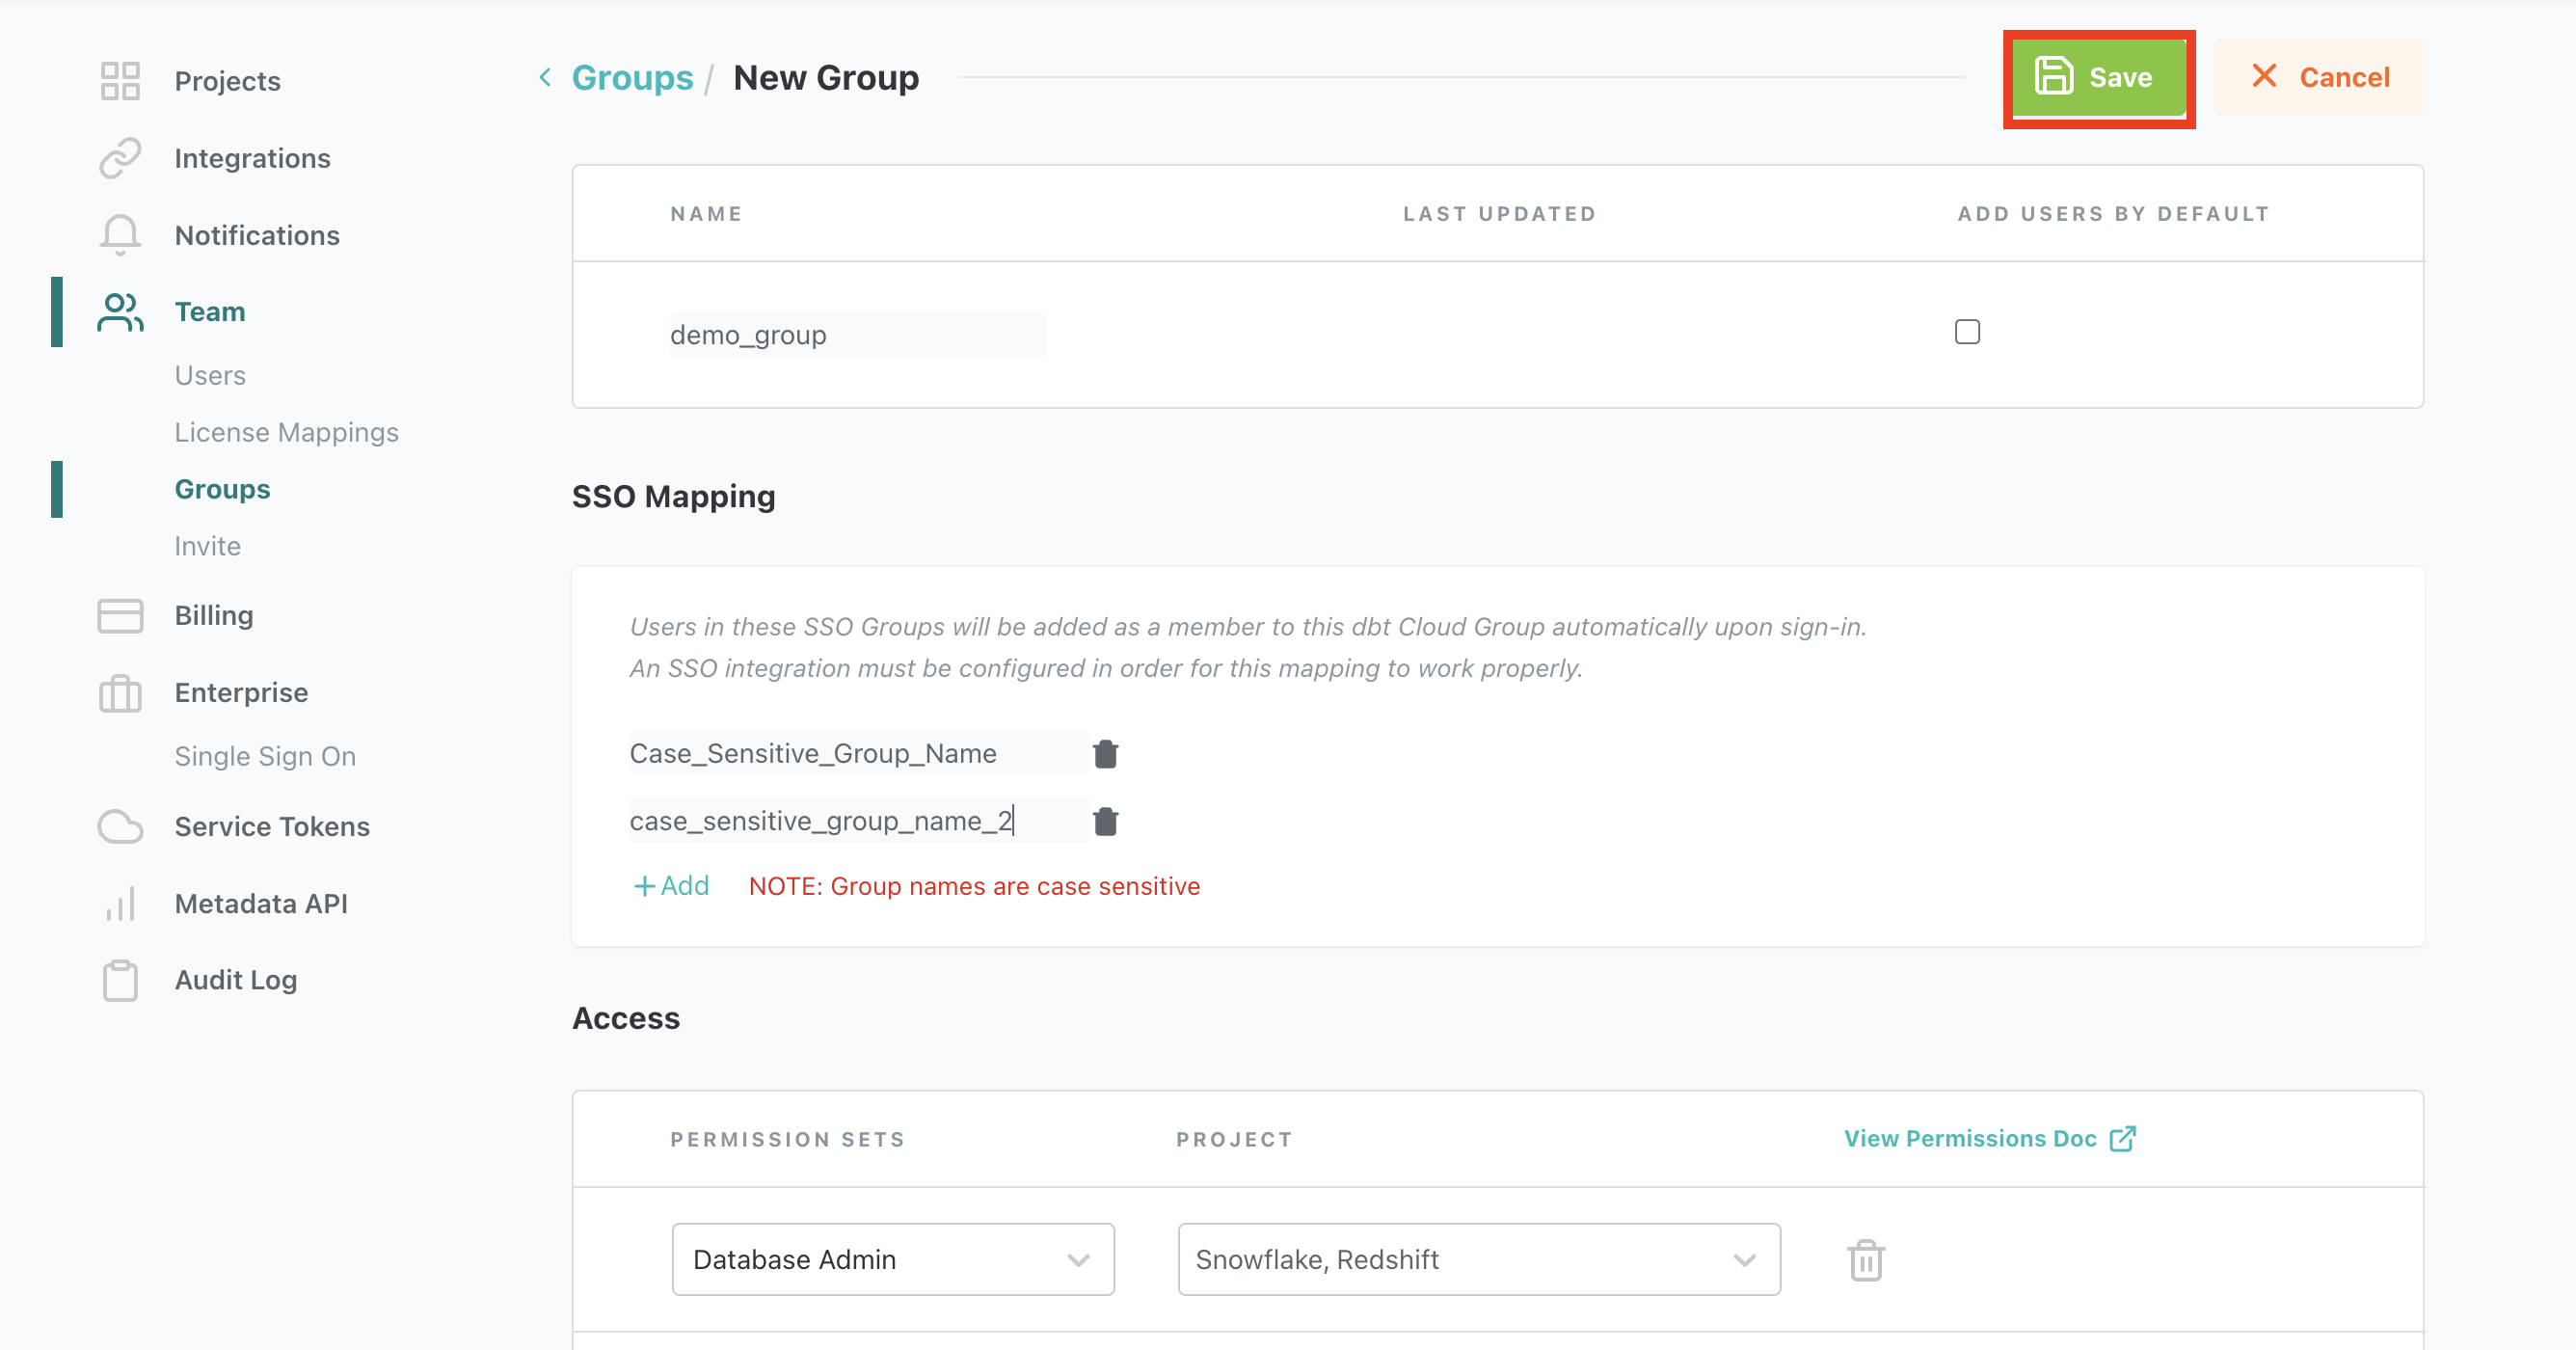 Projects
Integrations
Notifications
Team
Users
License Mappings
Groups
Invite
Billing
Enterprise
Single Sign On
Service Tokens
Metadata API
Audit Log
Groups / New Group
Save
Cancel
NAME LAST UPDATED ADD USERS BY DEFAULT
demo_group
SSO Mapping
Users in these SSO Groups will be added as a member to this dbt Cloud Group automatically upon sign-in.
An SSO integration must be configured in order for this mapping to work properly.
Case_Sensitive_Group_Name
case_sensitive_group_name_2
+Add NOTE: Group names are case sensitive
Access
PERMISSION SETS PROJECT View Permissions Doc
Database Admin Snowflake, Redshift